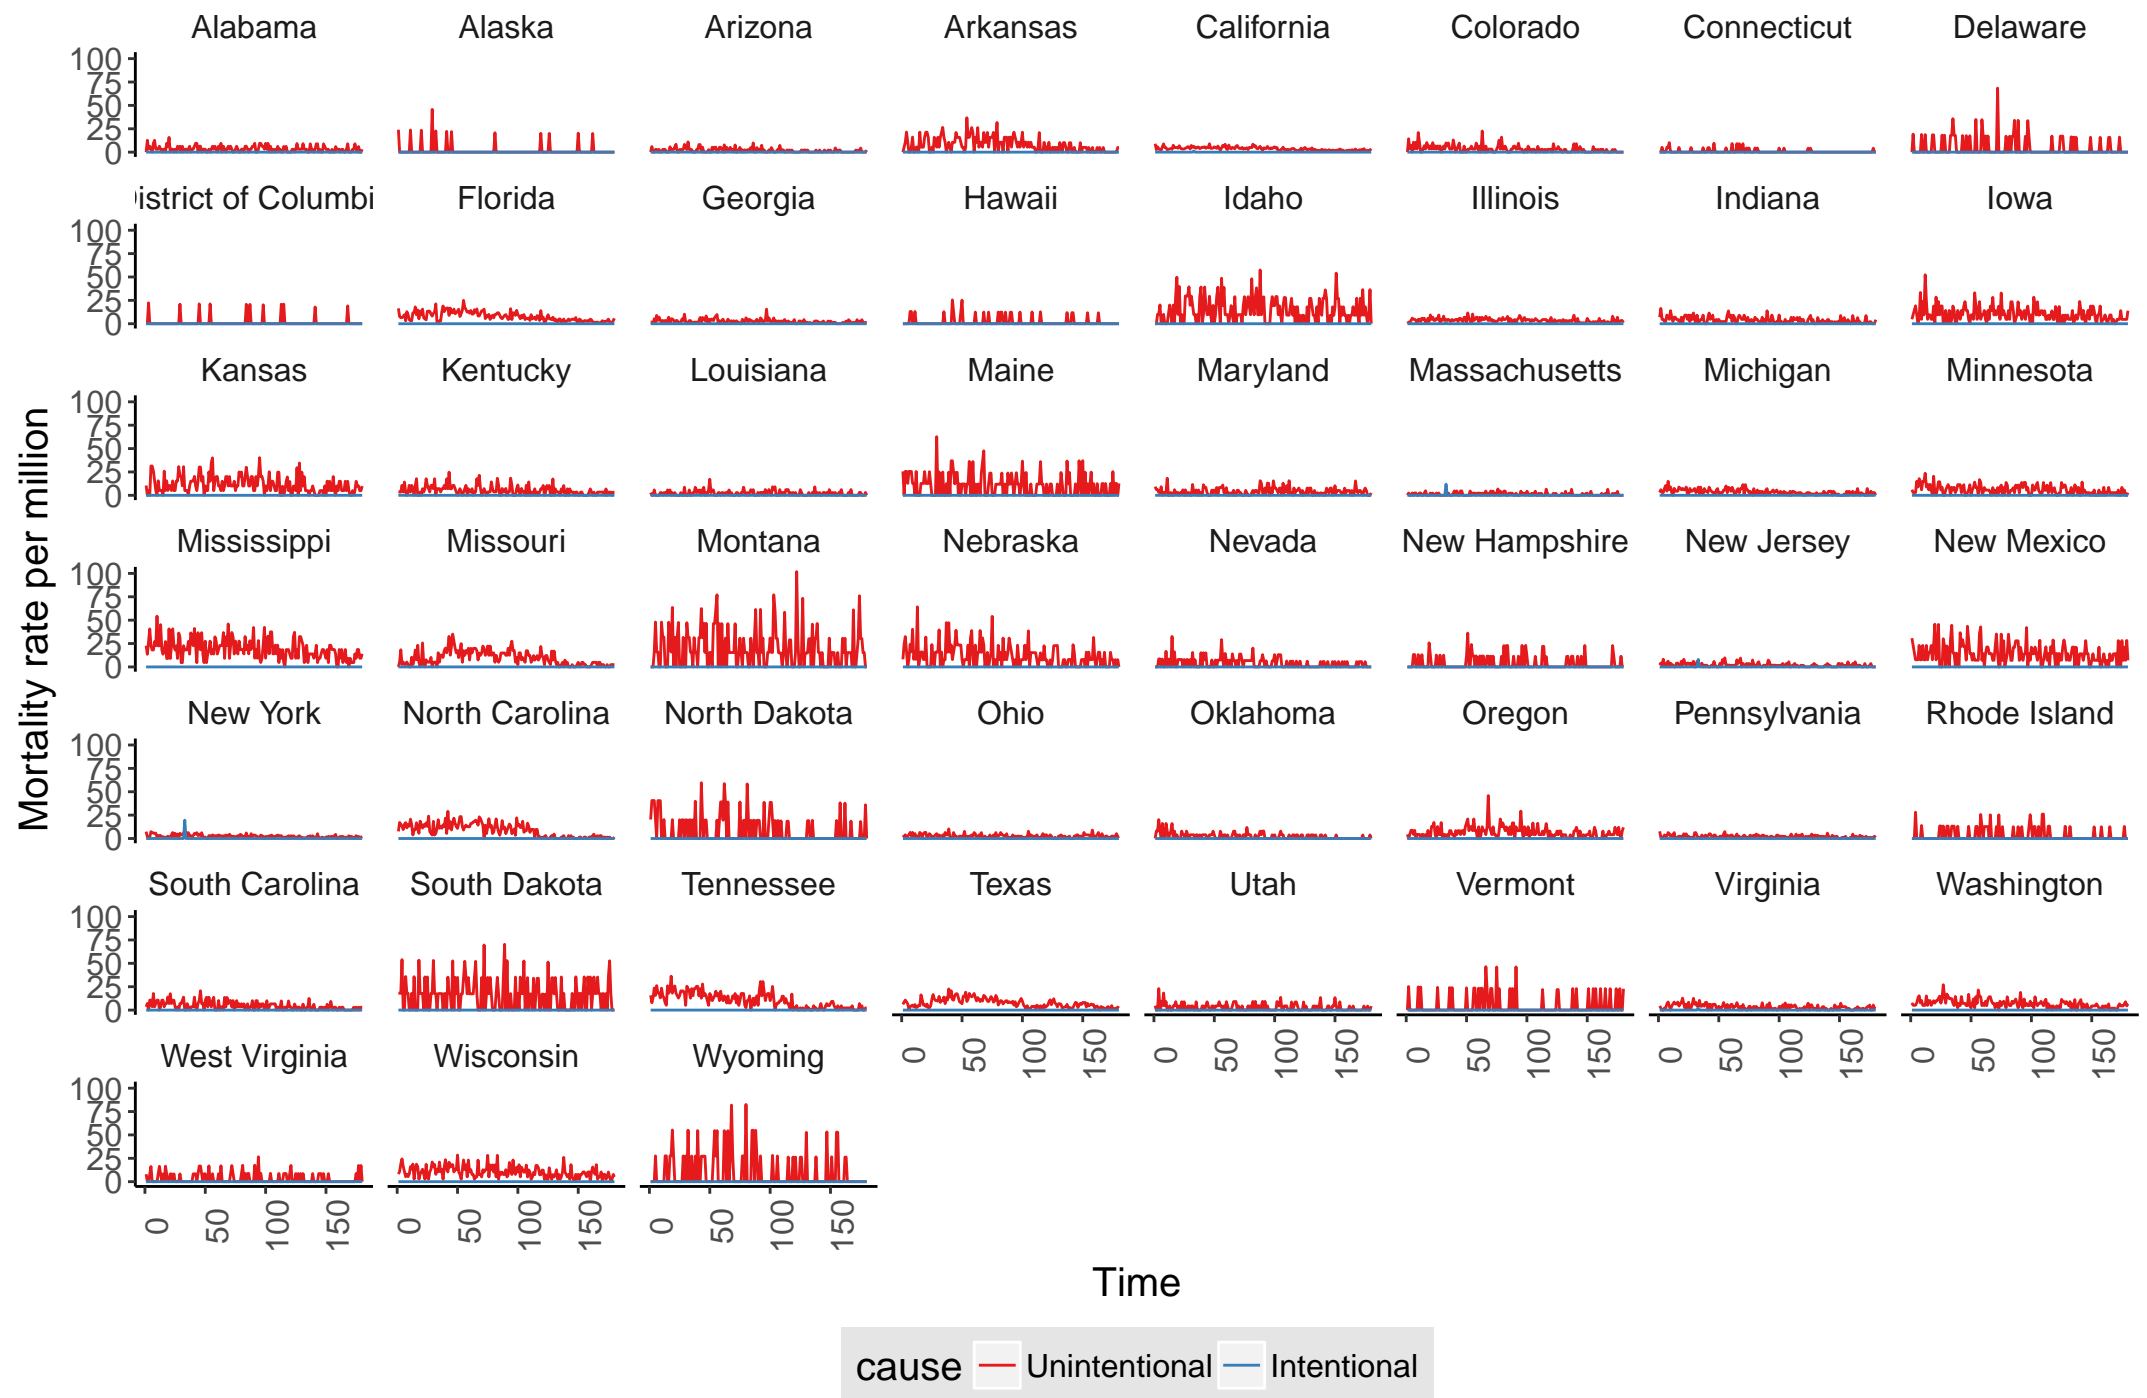 Alabama Alaska Arizona Arkansas California Colorado Connecticut Delaware
100
75
50
25
0
istrict of Columbi Florida Georgia Hawaii Idaho Illinois Indiana Iowa
100
75
50
25
0
Kansas Kentucky Louisiana Maine Maryland Massachusetts Michigan Minnesota
100
75
50
25
0
Mississippi Missouri Montana Nebraska Nevada New Hampshire New Jersey New Mexico
100
75
50
25
0
New York North Carolina North Dakota Ohio Oklahoma Oregon Pennsylvania Rhode Island
100
75
50
25
0
South Carolina South Dakota Tennessee Texas Utah Vermont Virginia Washington
100
75
50
25
0
0 50 100 150 0 50 100 150 0 50 100 150 0 50 100 150 0 50 100 150
West Virginia Wisconsin Wyoming
100
75
50
25
0
0 50 100 150 0 50 100 150 0 50 100 150
Mortality rate per million
Time
cause Unintentional Intentional